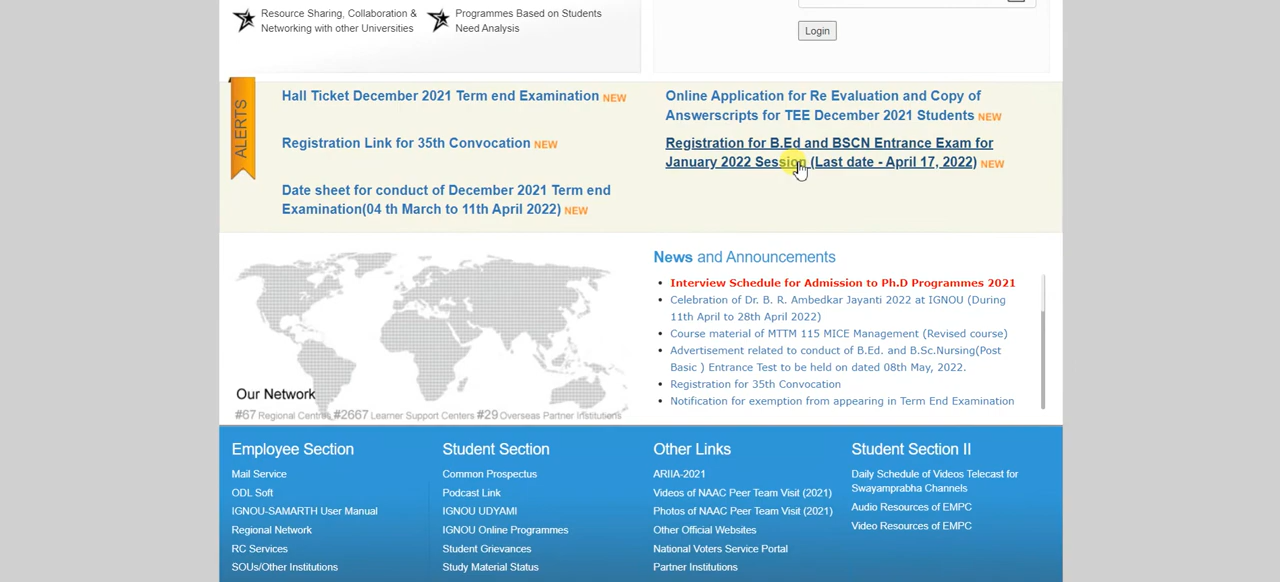 Resource Sharing, Collaboration &
Networking with other Universities
Programmes Based on Students
Need Analysis
Login
ALERTS
Hall Ticket December 2021 Term end Examination NEW
Registration Link for 35th Convocation NEW
Date sheet for conduct of December 2021 Term end
Examination(04 th March to 11th April 2022) NEW
Online Application for Re Evaluation and Copy of
Answerscripts for TEE December 2021 Students NEW
Registration for B.Ed and BSCN Entrance Exam for
January 2022 Session (Last date - April 17, 2022) NEW
Our Network
#67 Regional Centres #2667 Learner Support Centers #29 Overseas Partner Institutions
News and Announcements
Interview Schedule for Admission to Ph.D Programmes 2021
Celebration of Dr. B. R. Ambedkar Jayanti 2022 at IGNOU (During
11th April to 28th April 2022)
Course material of MTTM 115 MICE Management (Revised course)
Advertisement related to conduct of B.Ed. and B.Sc.Nursing(Post
Basic ) Entrance Test to be held on dated 08th May, 2022.
Registration for 35th Convocation
Notification for exemption from appearing in Term End Examination
Employee Section
Mail Service
ODL Soft
IGNOU-SAMARTH User Manual
Regional Network
RC Services
SOUs/Other Institutions
Student Section
Common Prospectus
Podcast Link
IGNOU UDYAMI
IGNOU Online Programmes
Student Grievances
Study Material Status
Other Links
ARIIA-2021
Videos of NAAC Peer Team Visit (2021)
Photos of NAAC Peer Team Visit (2021)
Other Official Websites
National Voters Service Portal
Partner Institutions
Student Section II
Daily Schedule of Videos Telecast for
Swayamprabha Channels
Audio Resources of EMPC
Video Resources of EMPC